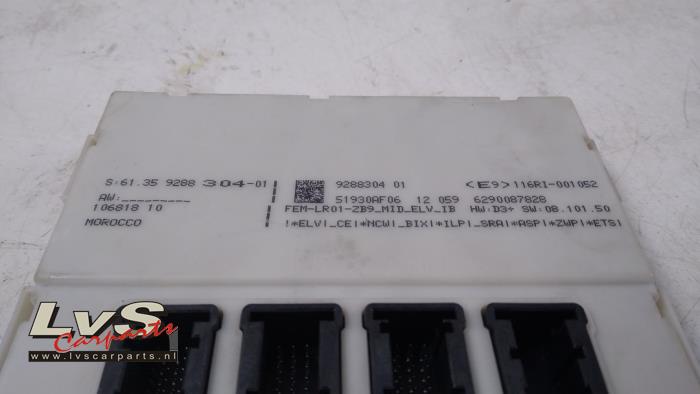 S:61.35 9288 304-01
AW:_________
106818 10
MOROCCO
9288304 01 <E9>116RI-001052
51930AF06 12 059 6290087828
FEM-LR01-ZB9_MID_ELV_IB HW:D3+ SW:08.101.50
!*ELV!_CE!*NCW!_BIX!*ILP!_SRA!*ASP!*ZWP!*ETS!
LvS
Carparts
www.lvscarparts.nl